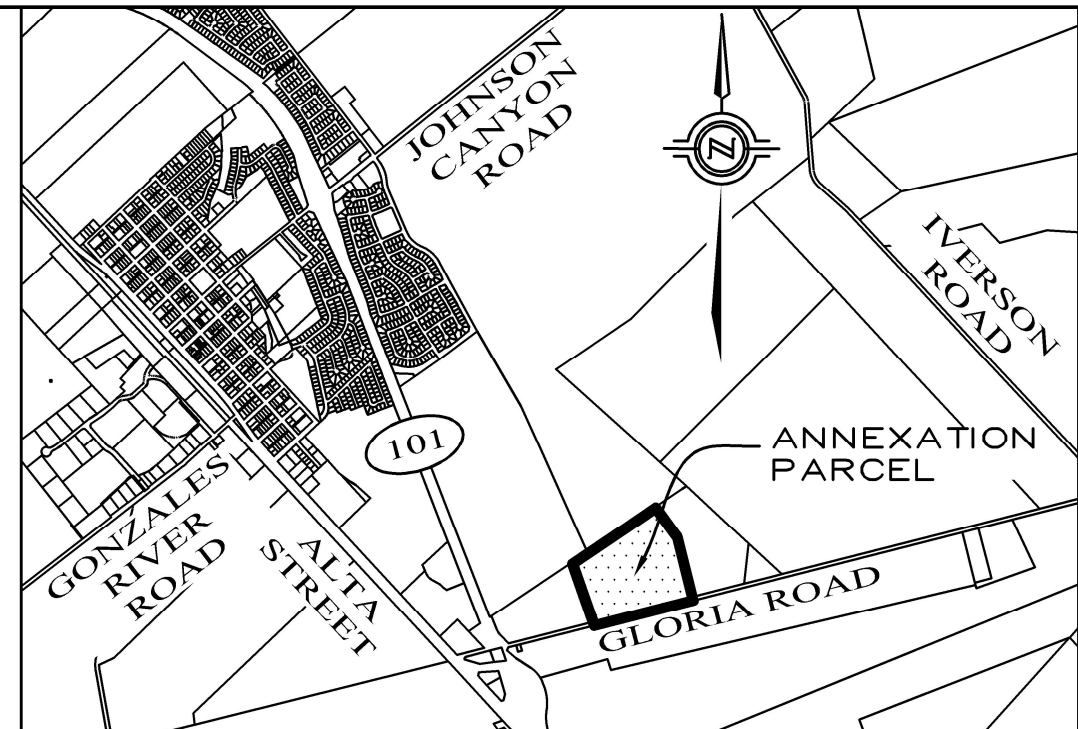 JOHNSON
CANYON
ROAD
N
IVERSON
ROAD
101
ANNEXATION
PARCEL
GONZALES
RIVER
ROAD
ALTA
STREET
GLORIA ROAD